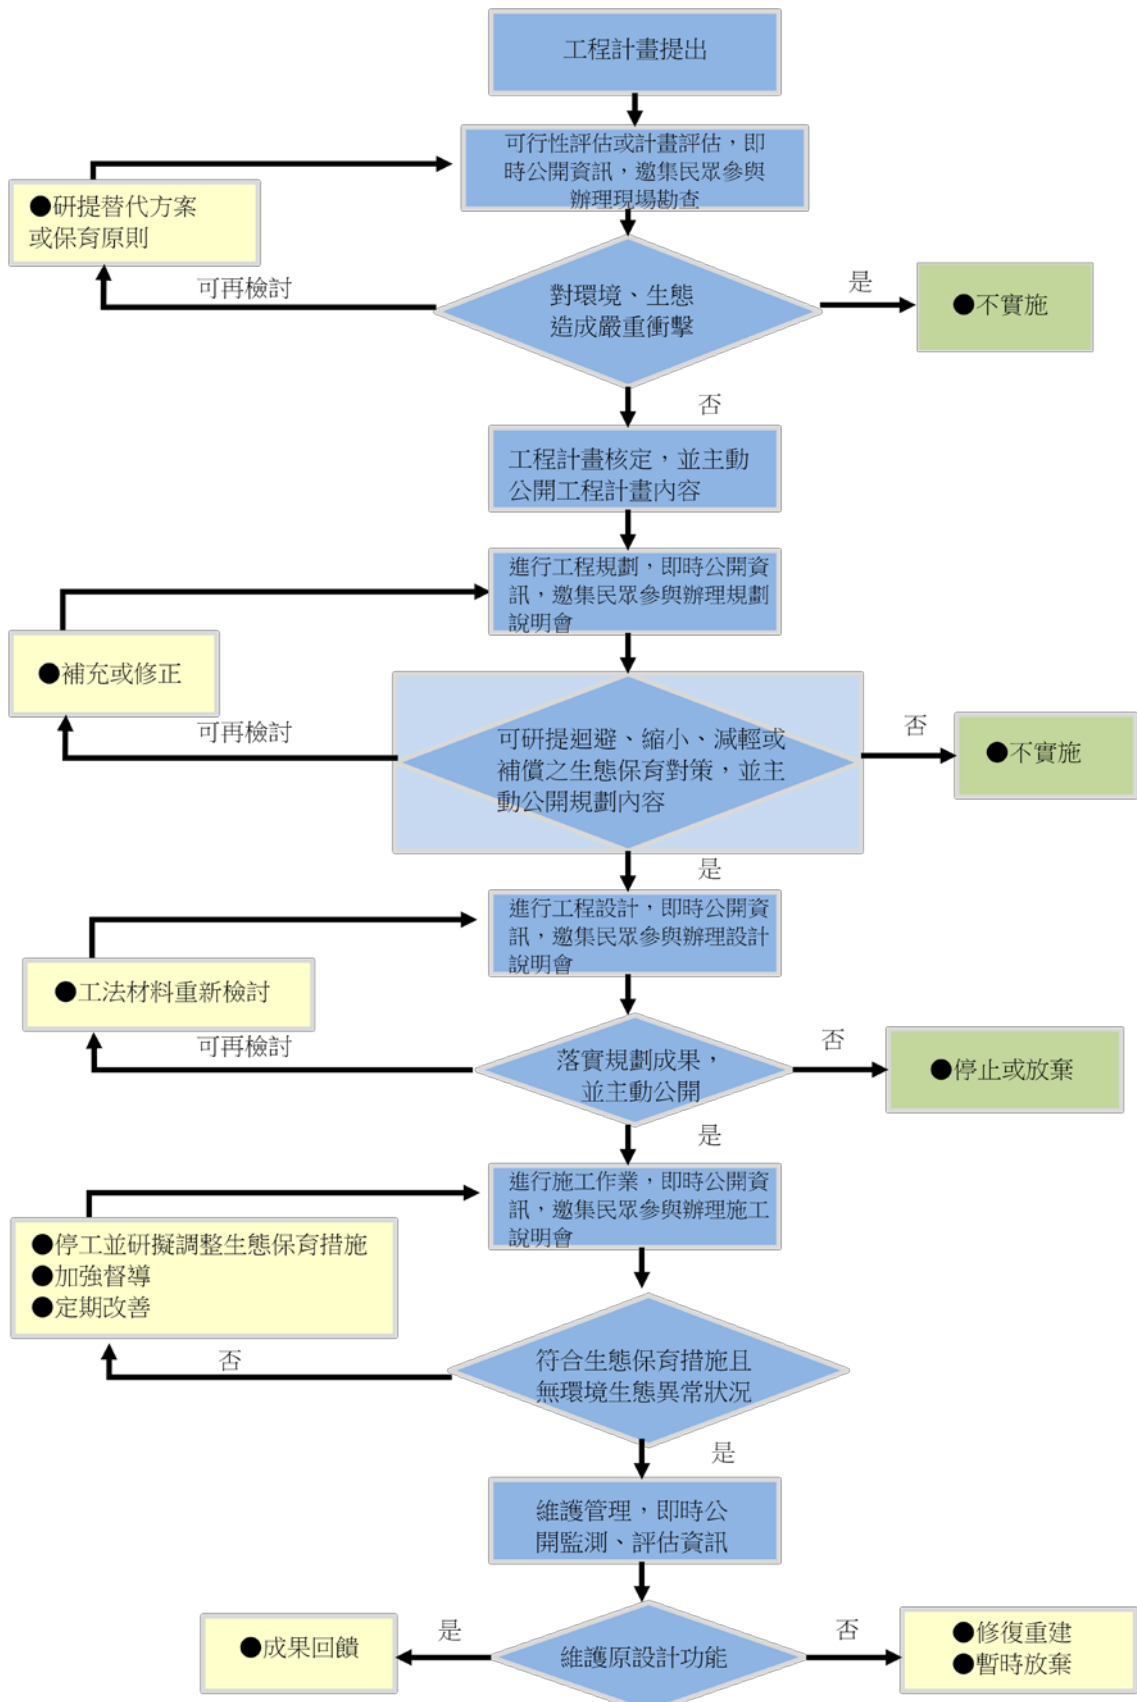 工程計畫提出
可行性評估或計畫評估，即
時公開資訊，邀集民眾參與
辦理現場勘查
●研提替代方案
或保育原則
可再檢討
對環境、生態
造成嚴重衝擊
是
●不實施
否
工程計畫核定，並主動
公開工程計畫內容
進行工程規劃，即時公開資
訊，邀集民眾參與辦理規劃
說明會
●補充或修正
可再檢討
可研提迴避、縮小、減輕或
補償之生態保育對策，並主
動公開規劃內容
否
●不實施
是
進行工程設計，即時公開資
訊，邀集民眾參與辦理設計
說明會
●工法材料重新檢討
可再檢討
落實規劃成果，
並主動公開
否
●停止或放棄
是
進行施工作業，即時公開資
訊，邀集民眾參與辦理施工
說明會
●停工並研擬調整生態保育措施
●加強督導
●定期改善
否
符合生態保育措施且
無環境生態異常狀況
是
維護管理，即時公
開監測、評估資訊
●成果回饋
是
維護原設計功能
否
●修復重建
●暫時放棄